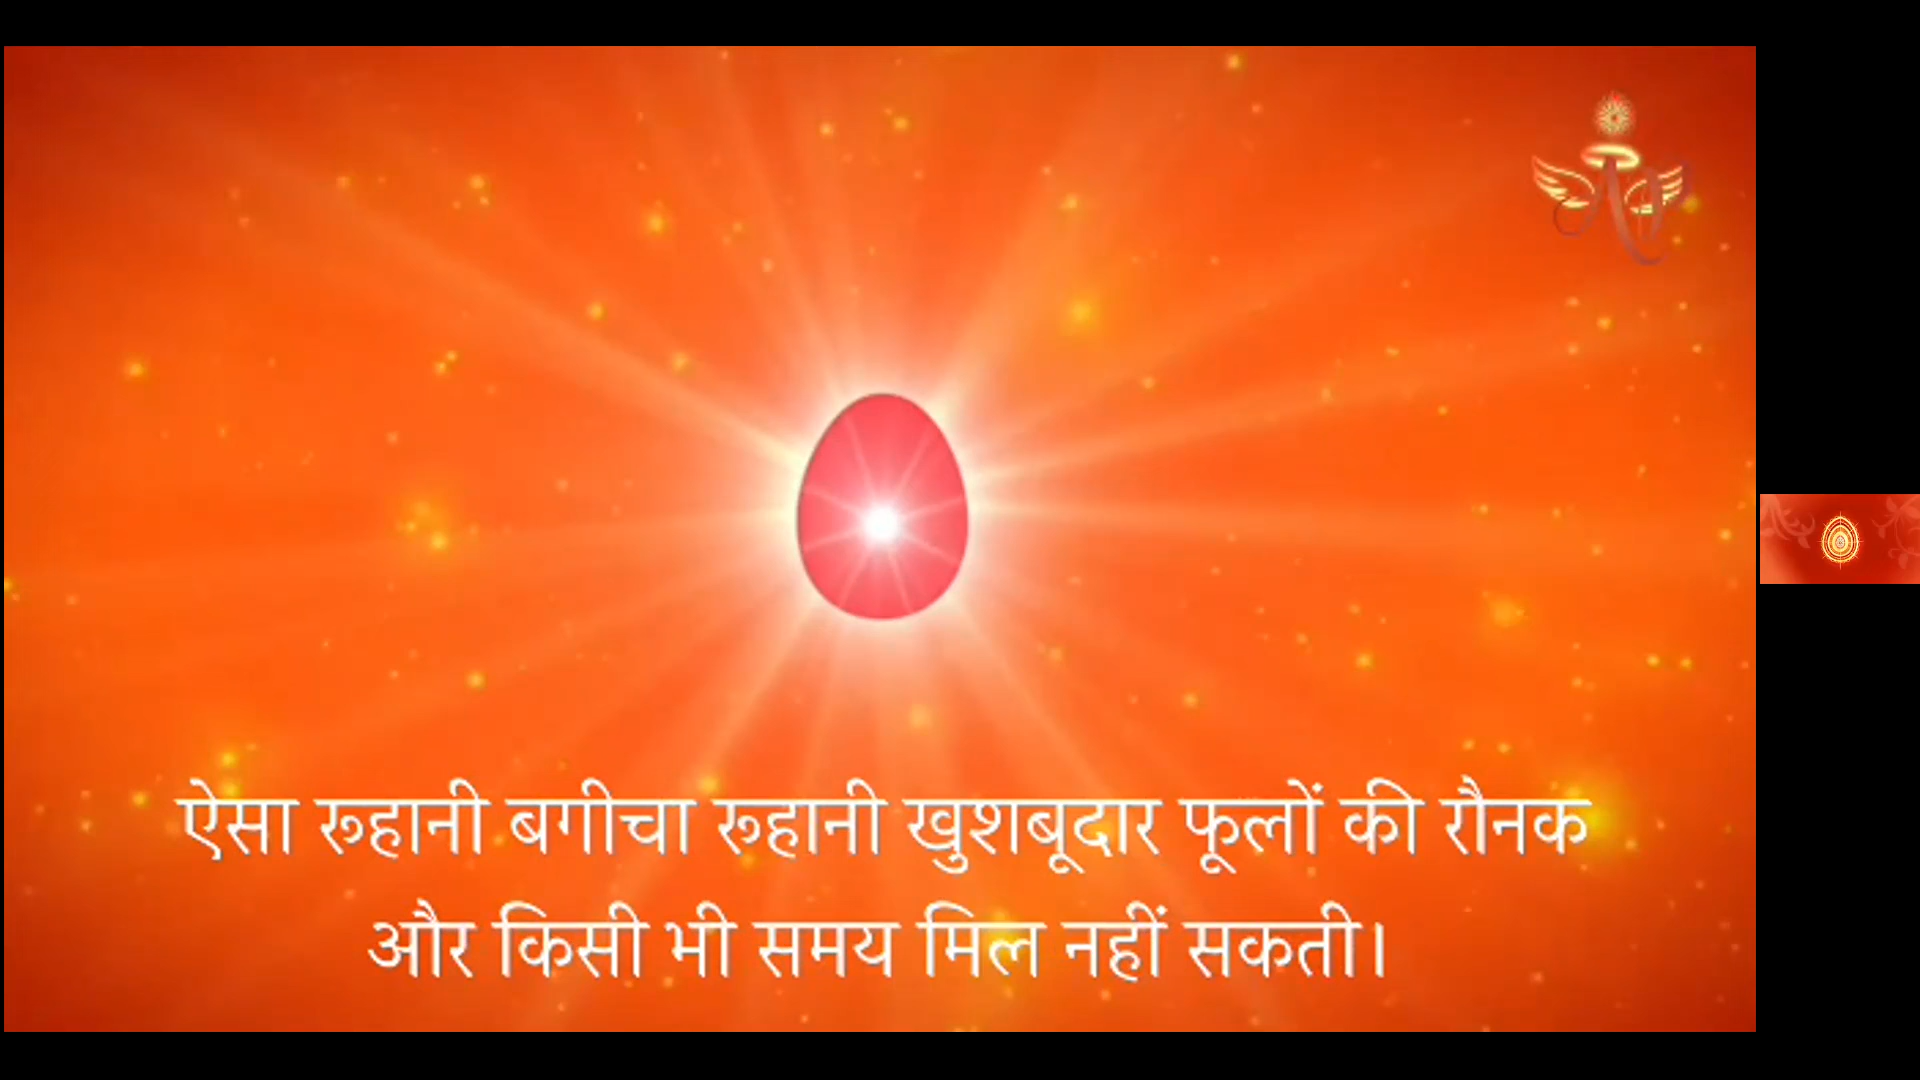 ऐसा रूहानी बगीचा रूहानी खुशबूदार फूलों की रौनक
और किसी भी समय मिल नहीं सकती।